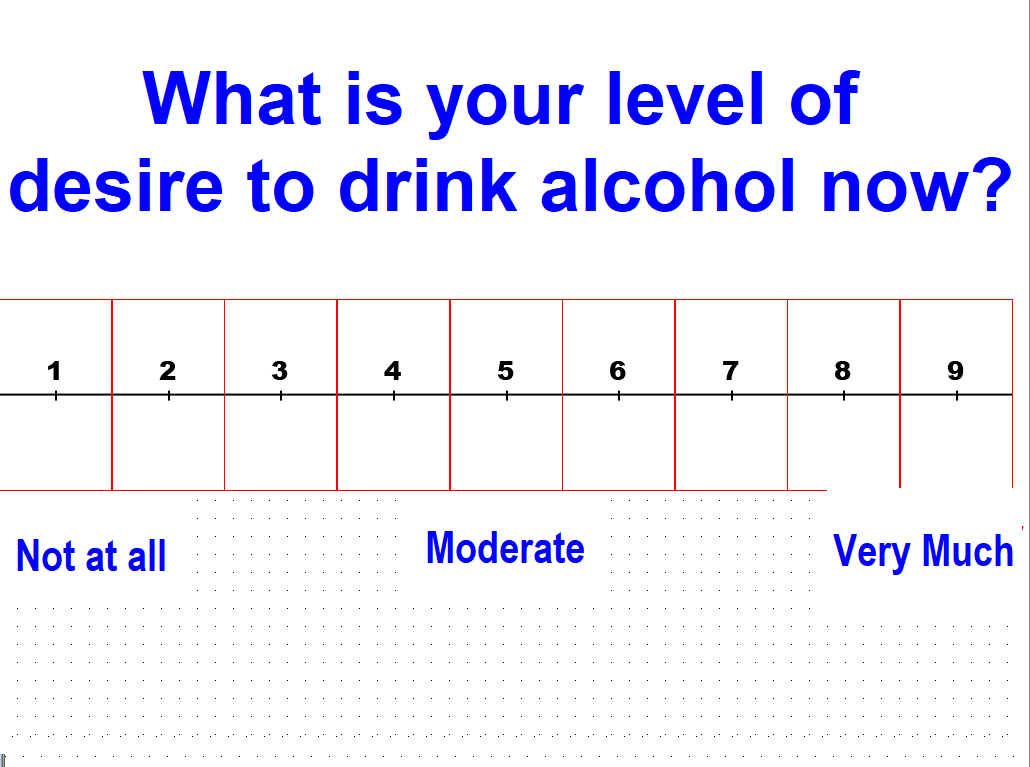 What is your level of
desire to drink alcohol now?
1 2 3 4 5 6 7 8 9
Not at all Moderate Very Much